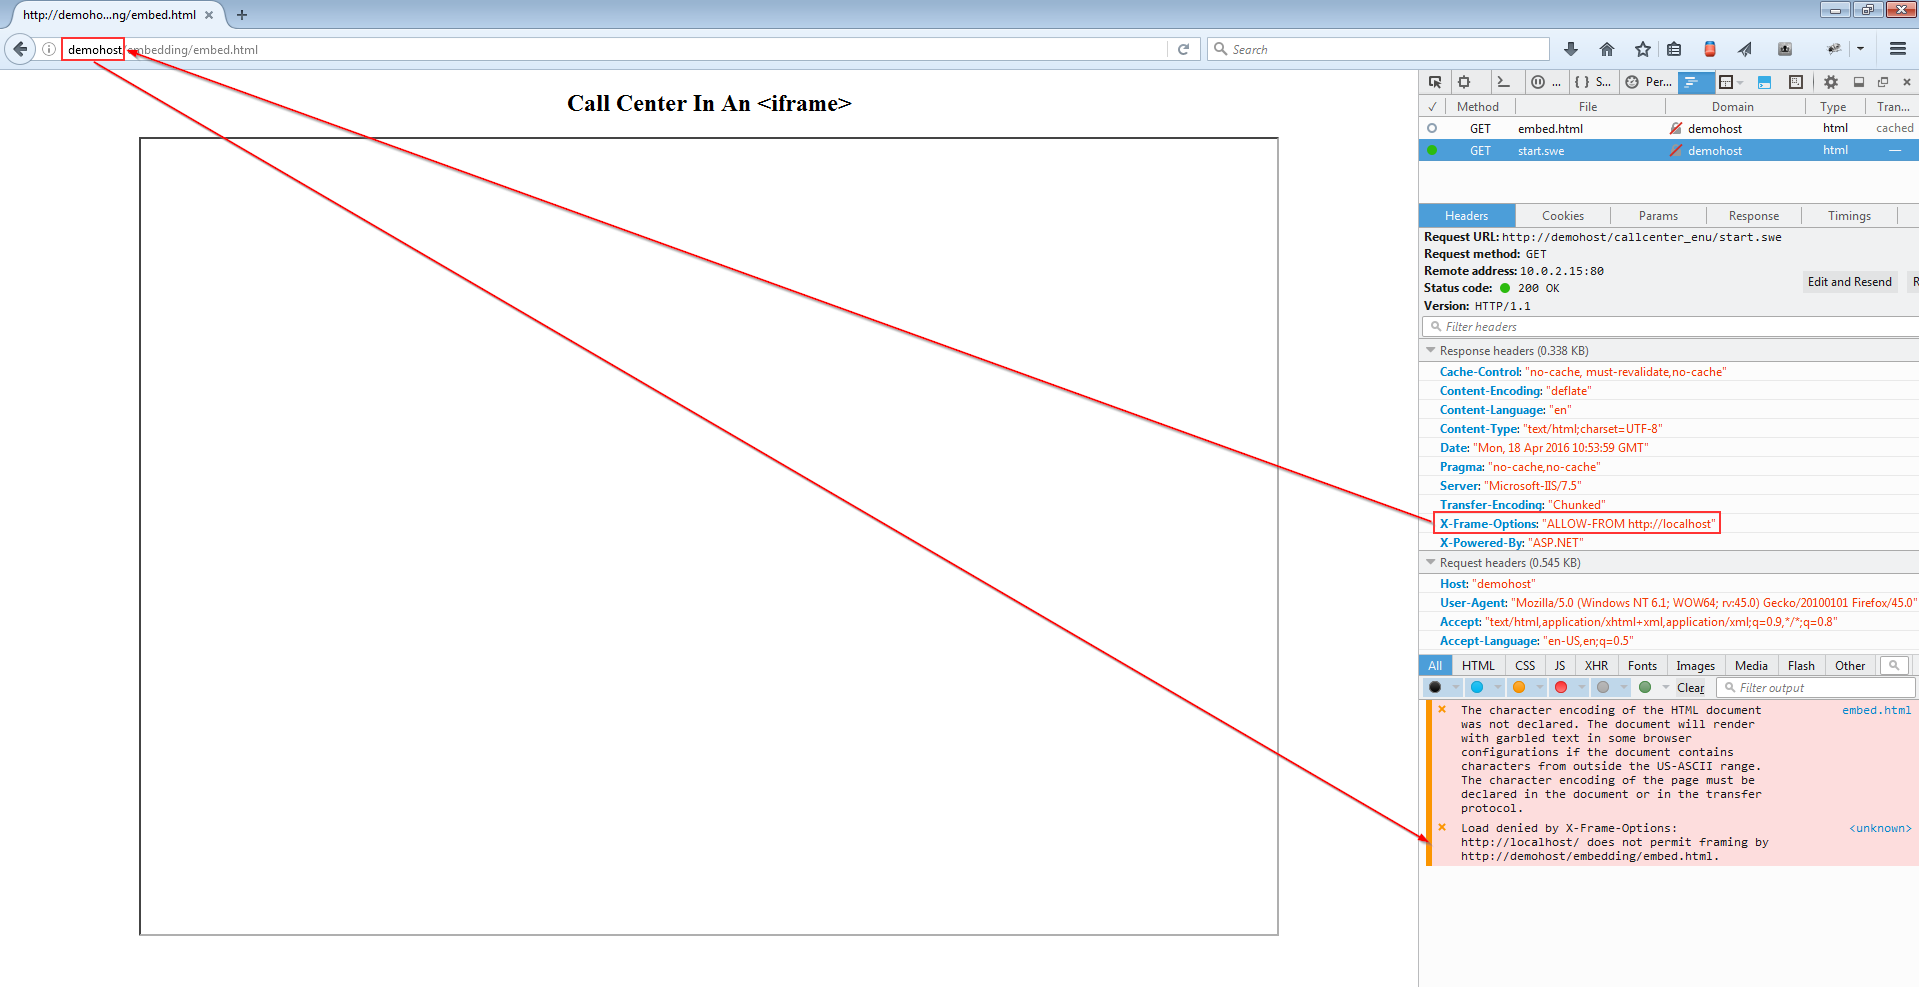 http://demoho...ng/embed.html
demohost/embedding/embed.html
Search
Call Center In An <iframe>
... { } S... Per...
✓ Method File Domain Type Tran...
GET embed.html demohost html cached
GET start.swe demohost html —
Headers Cookies Params Response Timings
Request URL: http://demohost/callcenter_enu/start.swe
Request method: GET
Remote address: 10.0.2.15:80
Edit and Resend R
Status code: 200 OK
Version: HTTP/1.1
Filter headers
Response headers (0.338 KB)
Cache-Control: "no-cache, must-revalidate,no-cache"
Content-Encoding: "deflate"
Content-Language: "en"
Content-Type: "text/html;charset=UTF-8"
Date: "Mon, 18 Apr 2016 10:53:59 GMT"
Pragma: "no-cache,no-cache"
Server: "Microsoft-IIS/7.5"
Transfer-Encoding: "Chunked"
X-Frame-Options: "ALLOW-FROM http://localhost"
X-Powered-By: "ASP.NET"
Request headers (0.545 KB)
Host: "demohost"
User-Agent: "Mozilla/5.0 (Windows NT 6.1; WOW64; rv:45.0) Gecko/20100101 Firefox/45.0"
Accept: "text/html,application/xhtml+xml,application/xml;q=0.9,*/*;q=0.8"
Accept-Language: "en-US,en;q=0.5"
All HTML CSS JS XHR Fonts Images Media Flash Other
Clear Filter output
The character encoding of the HTML document embed.html
was not declared. The document will render
with garbled text in some browser
configurations if the document contains
characters from outside the US-ASCII range.
The character encoding of the page must be
declared in the document or in the transfer
protocol.
Load denied by X-Frame-Options: <unknown>
http://localhost/ does not permit framing by
http://demohost/embedding/embed.html.